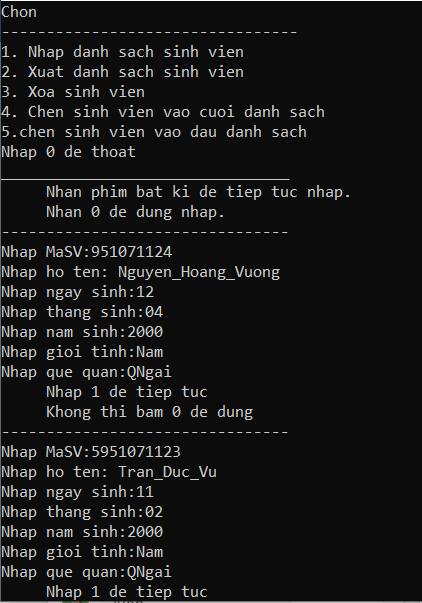 Chon
---------------------------------
1. Nhap danh sach sinh vien
2. Xuat danh sach sinh vien
3. Xoa sinh vien
4. Chen sinh vien vao cuoi danh sach
5.chen sinh vien vao dau danh sach
Nhap 0 de thoat
________________________________
Nhan phim bat ki de tiep tuc nhap.
Nhan 0 de dung nhap.
--------------------------------
Nhap MaSV:951071124
Nhap ho ten: Nguyen_Hoang_Vuong
Nhap ngay sinh:12
Nhap thang sinh:04
Nhap nam sinh:2000
Nhap gioi tinh:Nam
Nhap que quan:QNgai
Nhap 1 de tiep tuc
Khong thi bam 0 de dung
--------------------------------
Nhap MaSV:5951071123
Nhap ho ten: Tran_Duc_Vu
Nhap ngay sinh:11
Nhap thang sinh:02
Nhap nam sinh:2000
Nhap gioi tinh:Nam
Nhap que quan:QNgai
Nhap 1 de tiep tuc